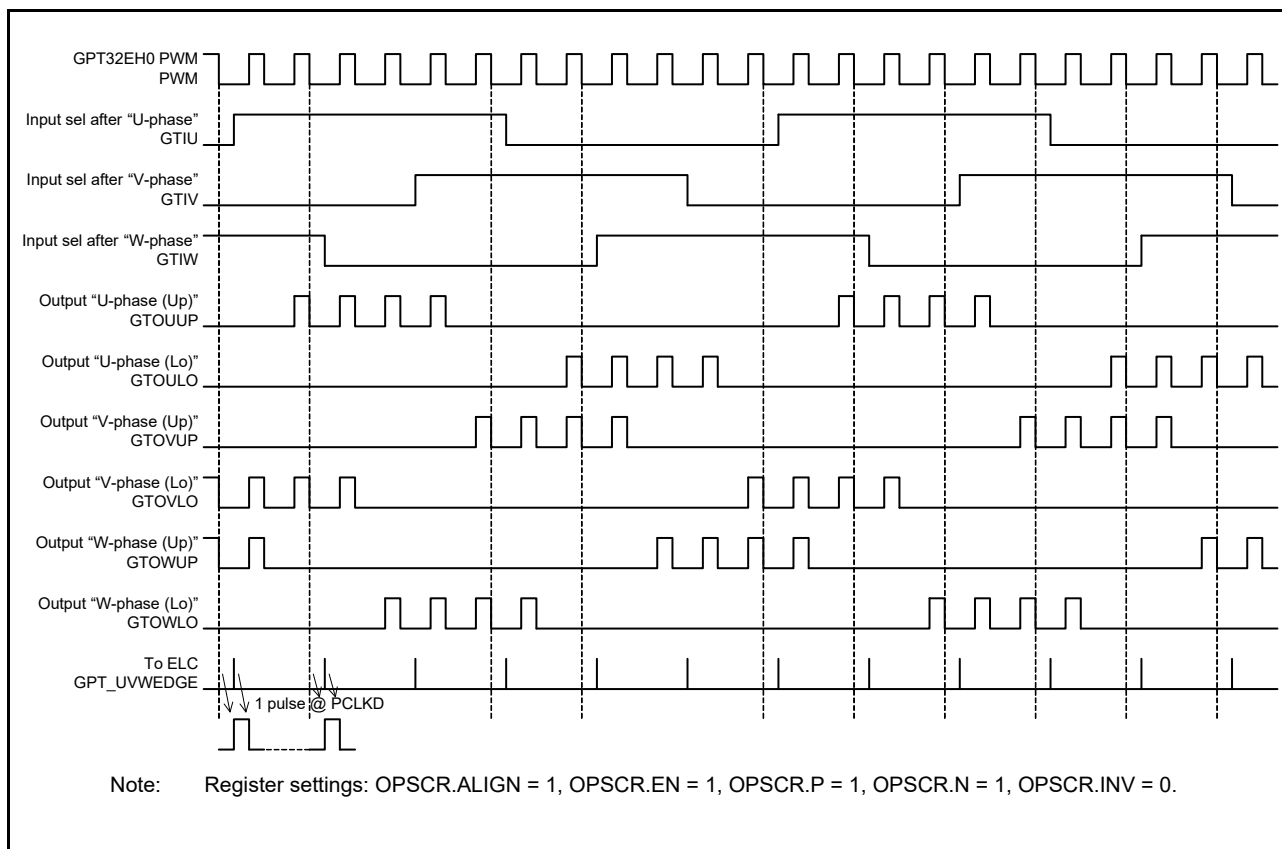 GPT32EH0 PWM
PWM
Input sel after “U-phase”
GTIU
Input sel after “V-phase”
GTIV
Input sel after “W-phase”
GTIW
Output “U-phase (Up)”
GTOUUP
Output “U-phase (Lo)”
GTOULO
Output “V-phase (Up)”
GTOVUP
Output “V-phase (Lo)”
GTOVLO
Output “W-phase (Up)”
GTOWUP
Output “W-phase (Lo)”
GTOWLO
To ELC
GPT_UVWEDGE
1 pulse @ PCLKD
Note: Register settings: OPSCR.ALIGN = 1, OPSCR.EN = 1, OPSCR.P = 1, OPSCR.N = 1, OPSCR.INV = 0.